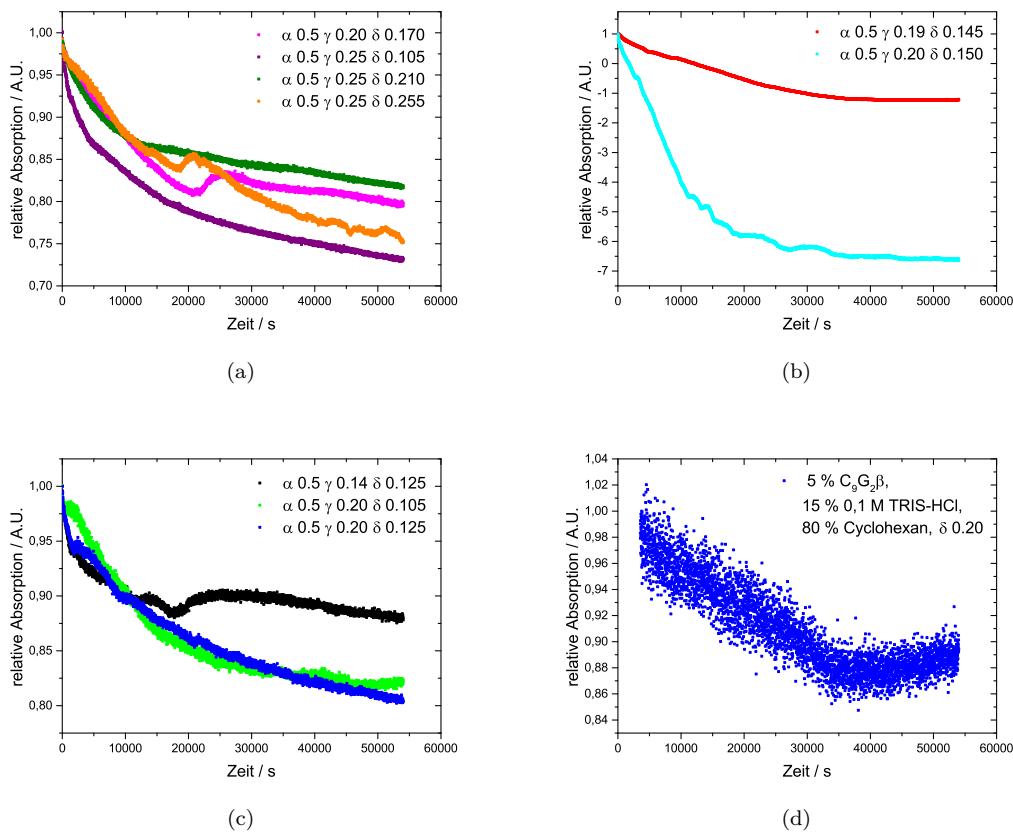 relative Absorption / A.U.
1,00
0,95
0,90
0,85
0,80
0,75
0,70
α 0.5 γ 0.20 δ 0.170
α 0.5 γ 0.25 δ 0.105
α 0.5 γ 0.25 δ 0.210
α 0.5 γ 0.25 δ 0.255
0 10000 20000 30000 40000 50000 60000
Zeit / s
(a)
relative Absorption / A.U.
1
0
-1
-2
-3
-4
-5
-6
-7
α 0.5 γ 0.19 δ 0.145
α 0.5 γ 0.20 δ 0.150
0 10000 20000 30000 40000 50000 60000
Zeit / s
(b)
relative Absorption / A.U.
1,00
0,95
0,90
0,85
0,80
α 0.5 γ 0.14 δ 0.125
α 0.5 γ 0.20 δ 0.105
α 0.5 γ 0.20 δ 0.125
0 10000 20000 30000 40000 50000 60000
Zeit / s
(c)
relative Absorption / A.U.
1,04
1,02
1,00
0,98
0,96
0,94
0,92
0,90
0,88
0,86
0,84
5 % C₉G₂β,
15 % 0,1 M TRIS-HCl,
80 % Cyclohexan, δ 0.20
0 10000 20000 30000 40000 50000 60000
Zeit / s
(d)